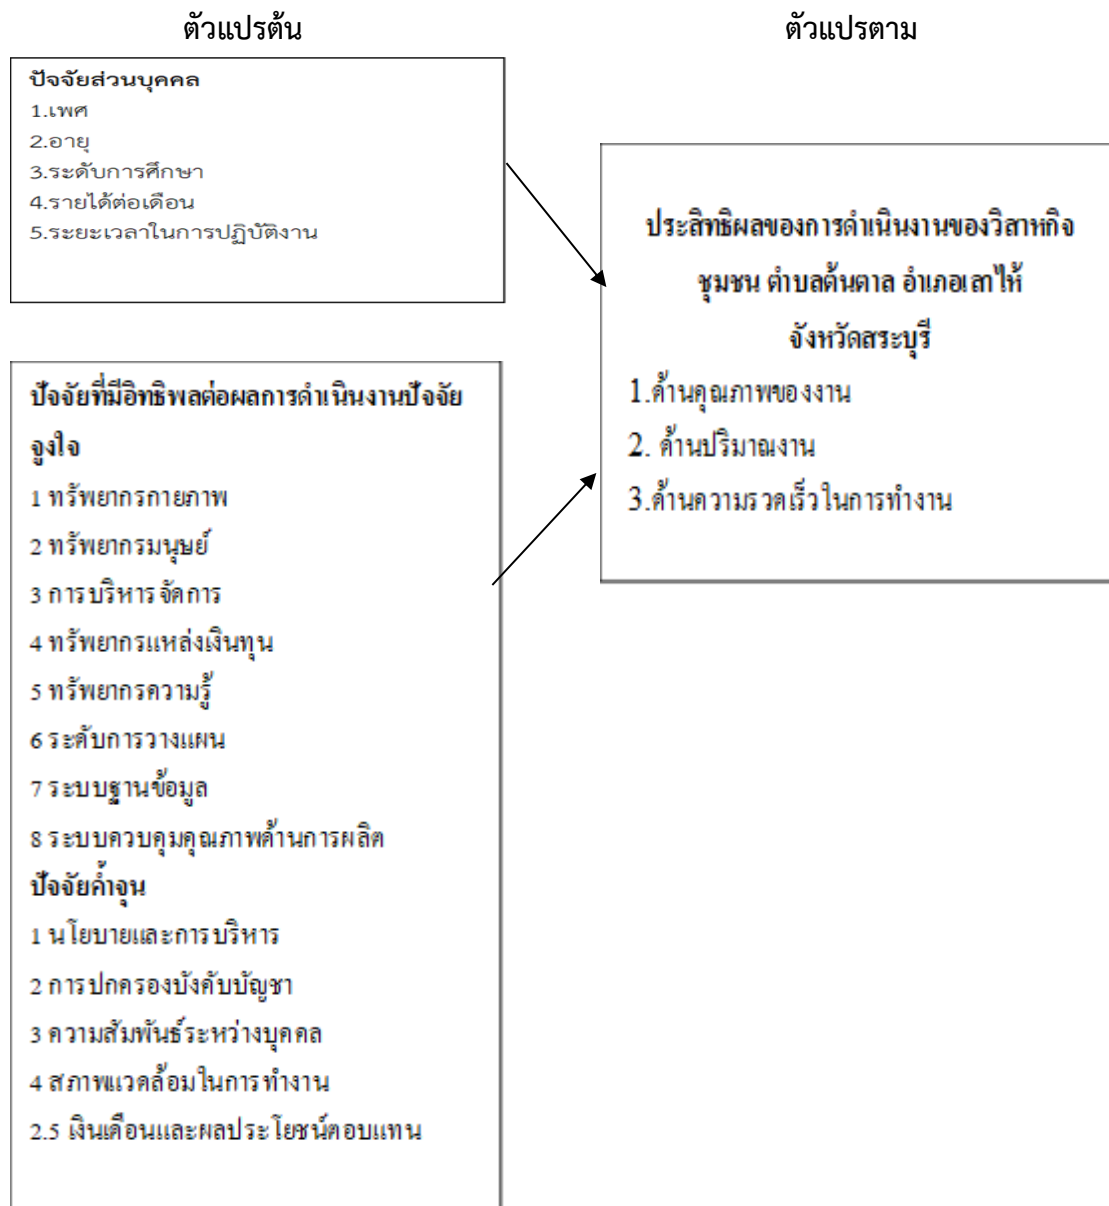 ตัวแปรต้น
ตัวแปรตาม
ปัจจัยส่วนบุคคล
1.เพศ
2.อายุ
3.ระดับการศึกษา
4.รายได้ต่อเดือน
5.ระยะเวลาในการปฏิบัติงาน
ปัจจัยที่มีอิทธิพลต่อผลการดำเนินงานปัจจัย
จูงใจ
1 ทรัพยากรกายภาพ
2 ทรัพยากรมนุษย์
3 การบริหารจัดการ
4 ทรัพยากรแหล่งเงินทุน
5 ทรัพยากรความรู้
6 ระดับการวางแผน
7 ระบบฐานข้อมูล
8 ระบบควบคุมคุณภาพด้านการผลิต
ปัจจัยค้ำจุน
1 นโยบายและการบริหาร
2 การปกครองบังคับบัญชา
3 ความสัมพันธ์ระหว่างบุคคล
4 สภาพแวดล้อมในการทำงาน
2.5 เงินเดือนและผลประโยชน์ตอบแทน
ประสิทธิผลของการดำเนินงานของวิสาหกิจ
ชุมชน ตำบลต้นตาล อำเภอเสาไห้
จังหวัดสระบุรี
1.ด้านคุณภาพของงาน
2. ด้านปริมาณงาน
3.ด้านความรวดเร็วในการทำงาน